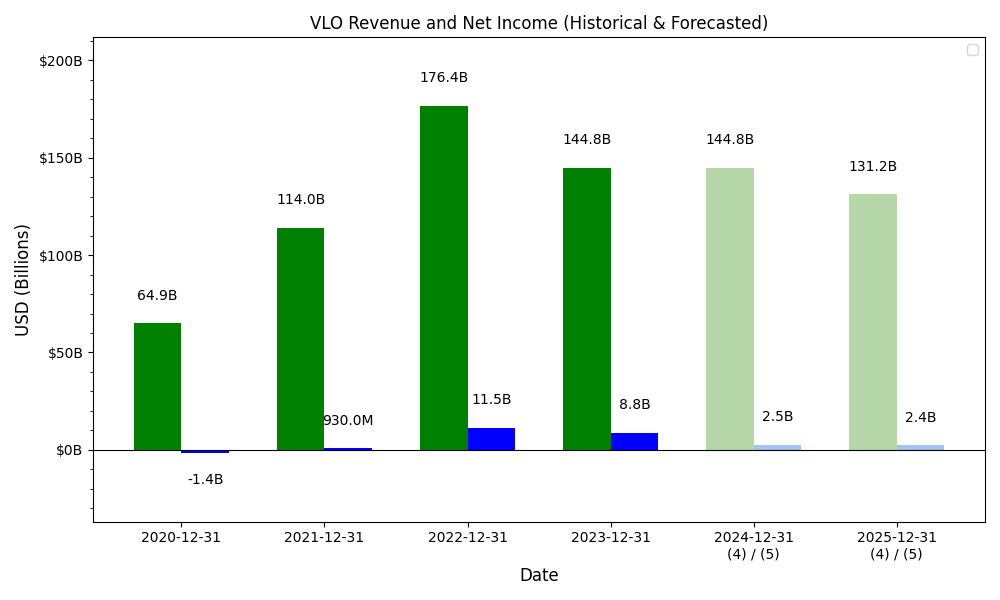 VLO Revenue and Net Income (Historical & Forecasted)
USD (Billions)
$200B
$150B
$100B
$50B
$0B
64.9B
-1.4B
114.0B
930.0M
176.4B
11.5B
144.8B
8.8B
144.8B
2.5B
131.2B
2.4B
2020-12-31
2021-12-31
2022-12-31
2023-12-31
2024-12-31
(4) / (5)
2025-12-31
(4) / (5)
Date